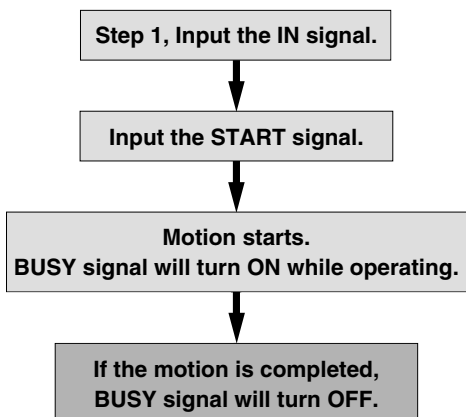 Step 1, Input the IN signal.
Input the START signal.
Motion starts.
BUSY signal will turn ON while operating.
If the motion is completed,
BUSY signal will turn OFF.